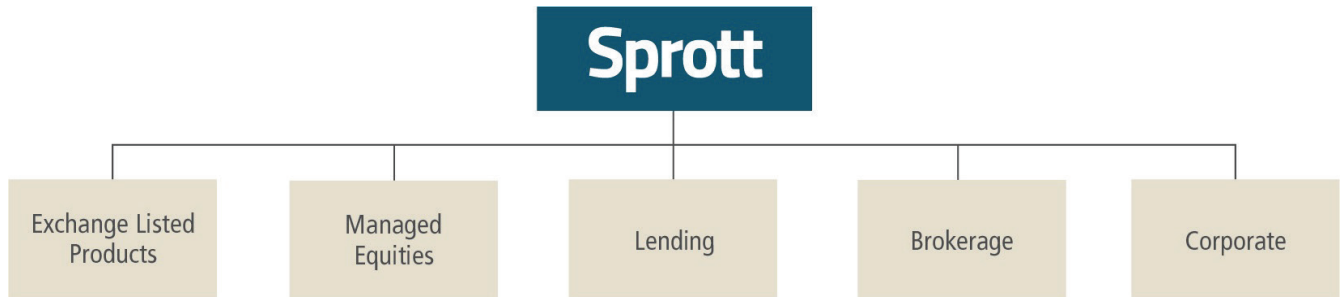 Sprott
Exchange Listed
Products
Managed
Equities
Lending
Brokerage
Corporate